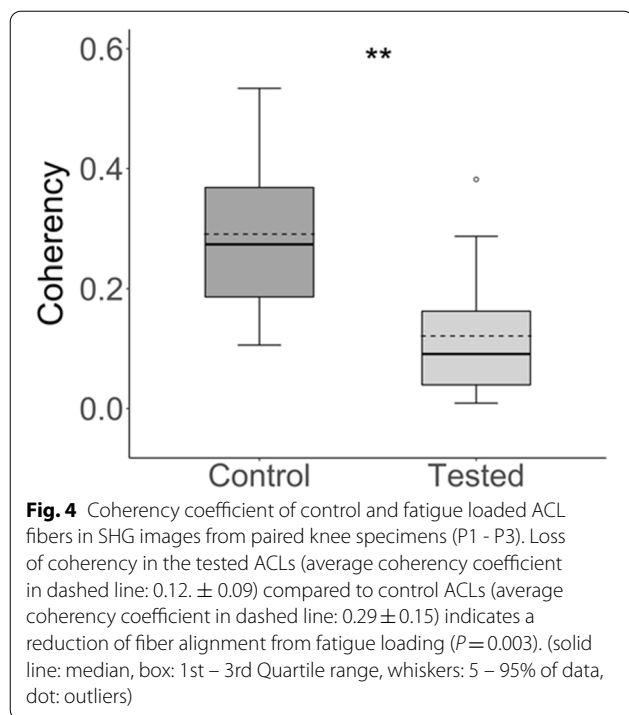 0.6
**
0.4
0.2
0.0
Coherency
Control Tested
Fig. 4 Coherency coefficient of control and fatigue loaded ACL
fibers in SHG images from paired knee specimens (P1 - P3). Loss
of coherency in the tested ACLs (average coherency coefficient
in dashed line: 0.12. ± 0.09) compared to control ACLs (average
coherency coefficient in dashed line: 0.29 ± 0.15) indicates a
reduction of fiber alignment from fatigue loading (P = 0.003). (solid
line: median, box: 1st – 3rd Quartile range, whiskers: 5 – 95% of data,
dot: outliers)